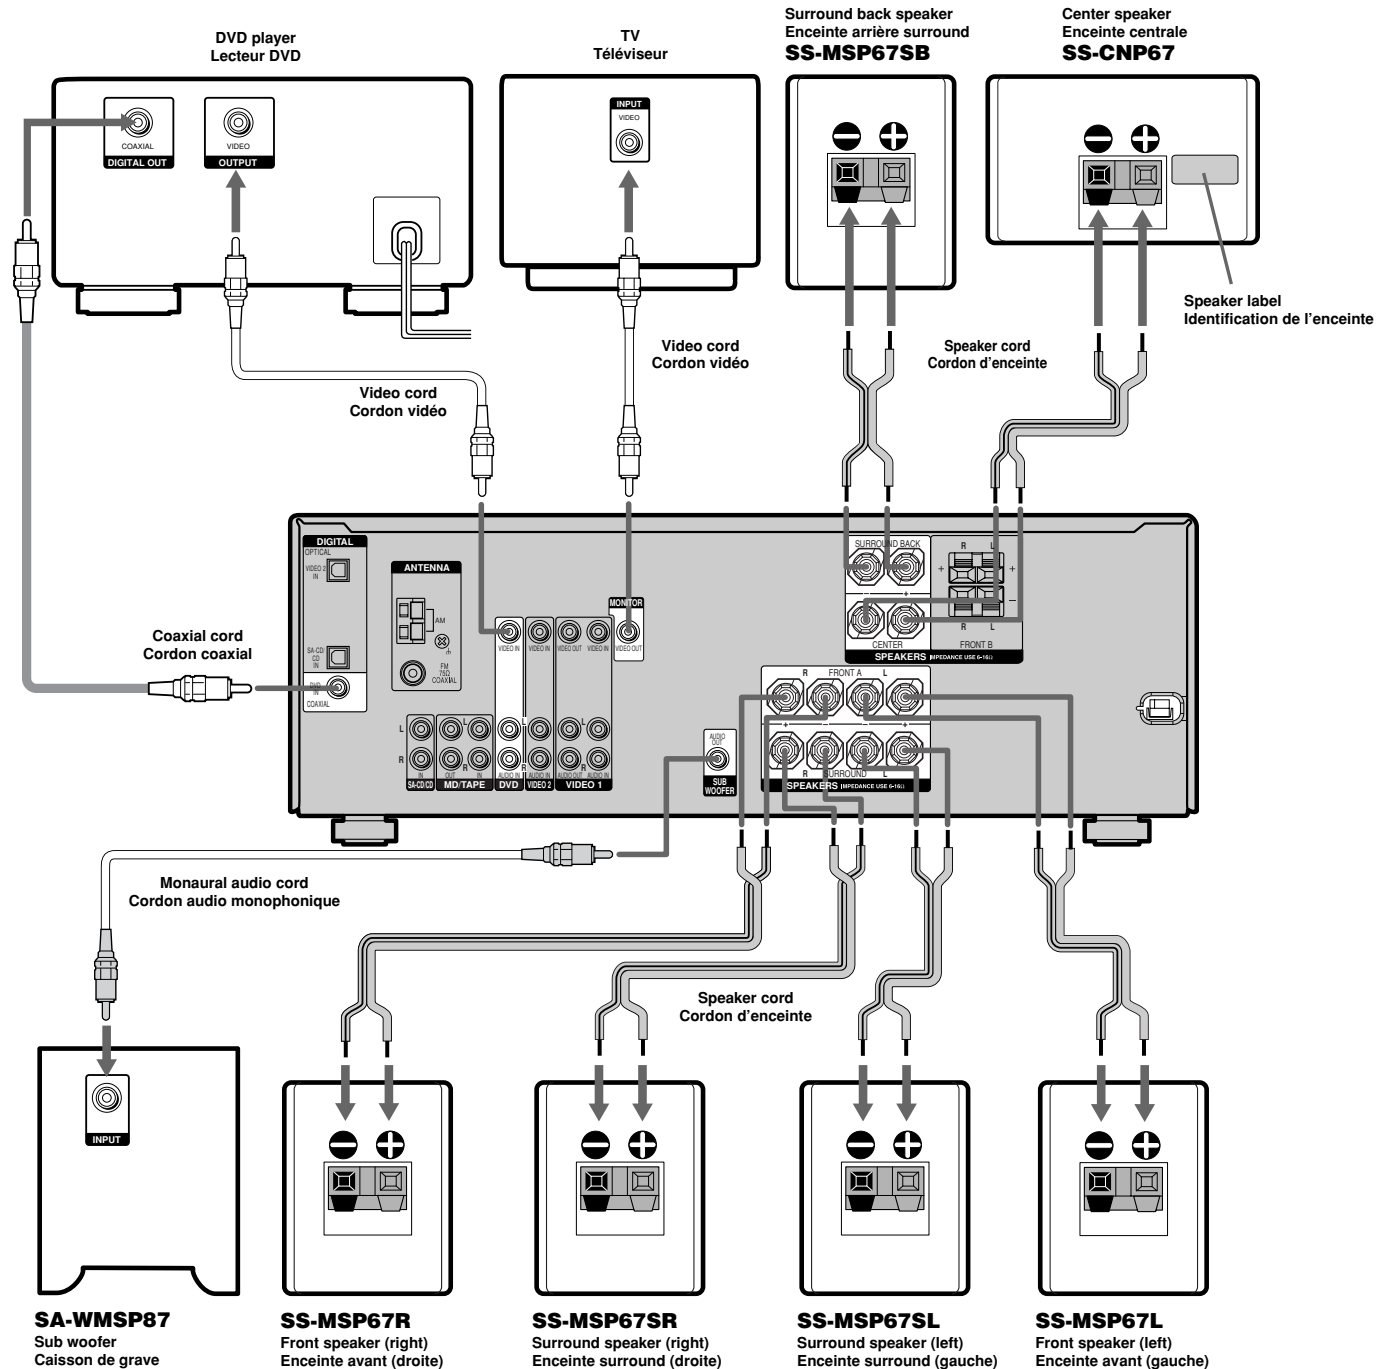 DVD player
Lecteur DVD
TV
Téléviseur
Surround back speaker
Enceinte arrière surround
SS-MSP67SB
Center speaker
Enceinte centrale
SS-CNP67
COAXIAL
DIGITAL OUT
VIDEO
OUTPUT
INPUT
VIDEO
Speaker label
Identification de l'enceinte
Video cord
Cordon vidéo
Video cord
Cordon vidéo
Speaker cord
Cordon d'enceinte
Coaxial cord
Cordon coaxial
DIGITAL
OPTICAL
VIDEO 2
IN
SA-CD/
CD
IN
DVD
IN
COAXIAL
ANTENNA
AM
FM
75Ω
COAXIAL
MONITOR
VIDEO IN
VIDEO IN
VIDEO OUT
VIDEO IN
VIDEO OUT
L
L
L
L
R
R
R
R
IN
OUT
IN
AUDIO IN
AUDIO IN
AUDIO OUT
AUDIO IN
SA-CD/CD
MD/TAPE
DVD
VIDEO 2
VIDEO 1
AUDIO
OUT
SUB
WOOFER
SURROUND BACK
R L
+ +
– +
–
R L
CENTER
FRONT B
SPEAKERS IMPEDANCE USE 6-16Ω
R FRONT A L
+ – – +
R SURROUND L
SPEAKERS IMPEDANCE USE 6-16Ω
Monaural audio cord
Cordon audio monophonique
Speaker cord
Cordon d'enceinte
INPUT
SA-WMSP87
Sub woofer
Caisson de grave
SS-MSP67R
Front speaker (right)
Enceinte avant (droite)
SS-MSP67SR
Surround speaker (right)
Enceinte surround (droite)
SS-MSP67SL
Surround speaker (left)
Enceinte surround (gauche)
SS-MSP67L
Front speaker (left)
Enceinte avant (gauche)